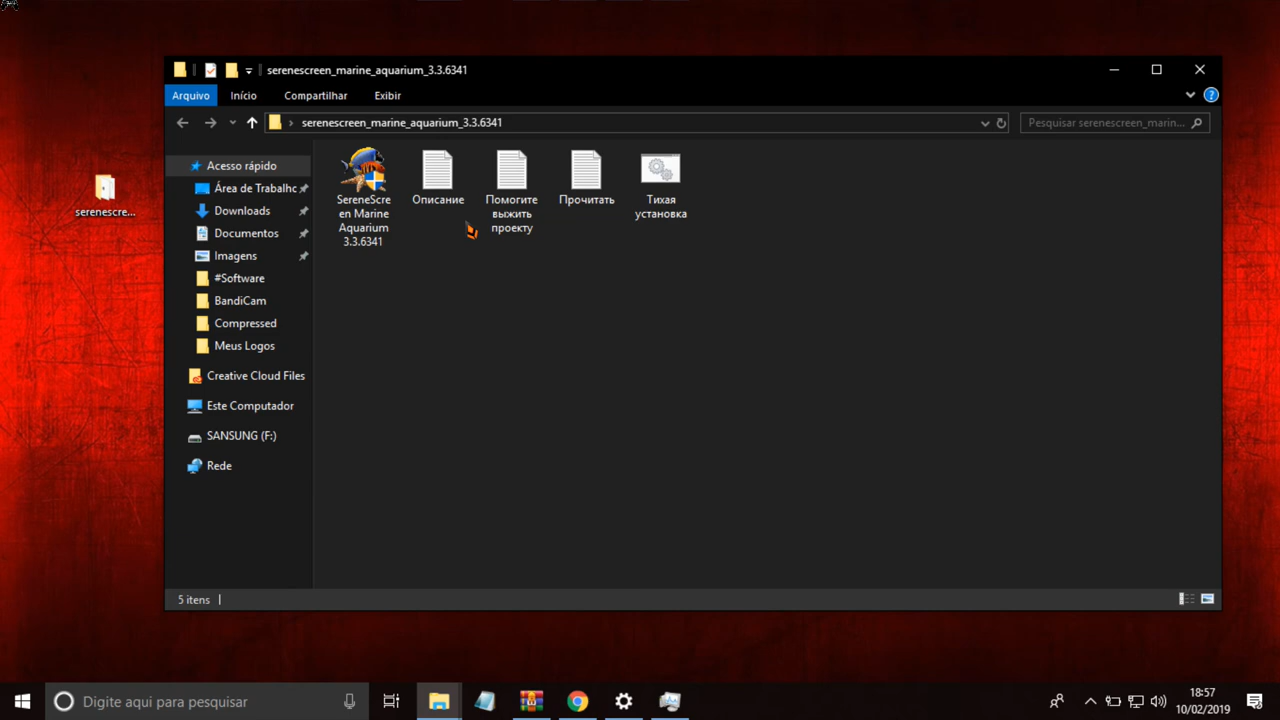 serenescreen_marine_aquarium_3.3.6341
Arquivo
Início
Compartilhar
Exibir
serenescreen_marine_aquarium_3.3.6341
Pesquisar serenescreen_marin...
serenescre...
Acesso rápido
Área de Trabalhc
Downloads
Documentos
Imagens
#Software
BandiCam
Compressed
Meus Logos
Creative Cloud Files
Este Computador
SANSUNG (F:)
Rede
SereneScre
en Marine
Aquarium
3.3.6341
Описание
Помогите
выжить
проекту
Прочитать
Тихая
установка
5 itens
Digite aqui para pesquisar
18:57
10/02/2019